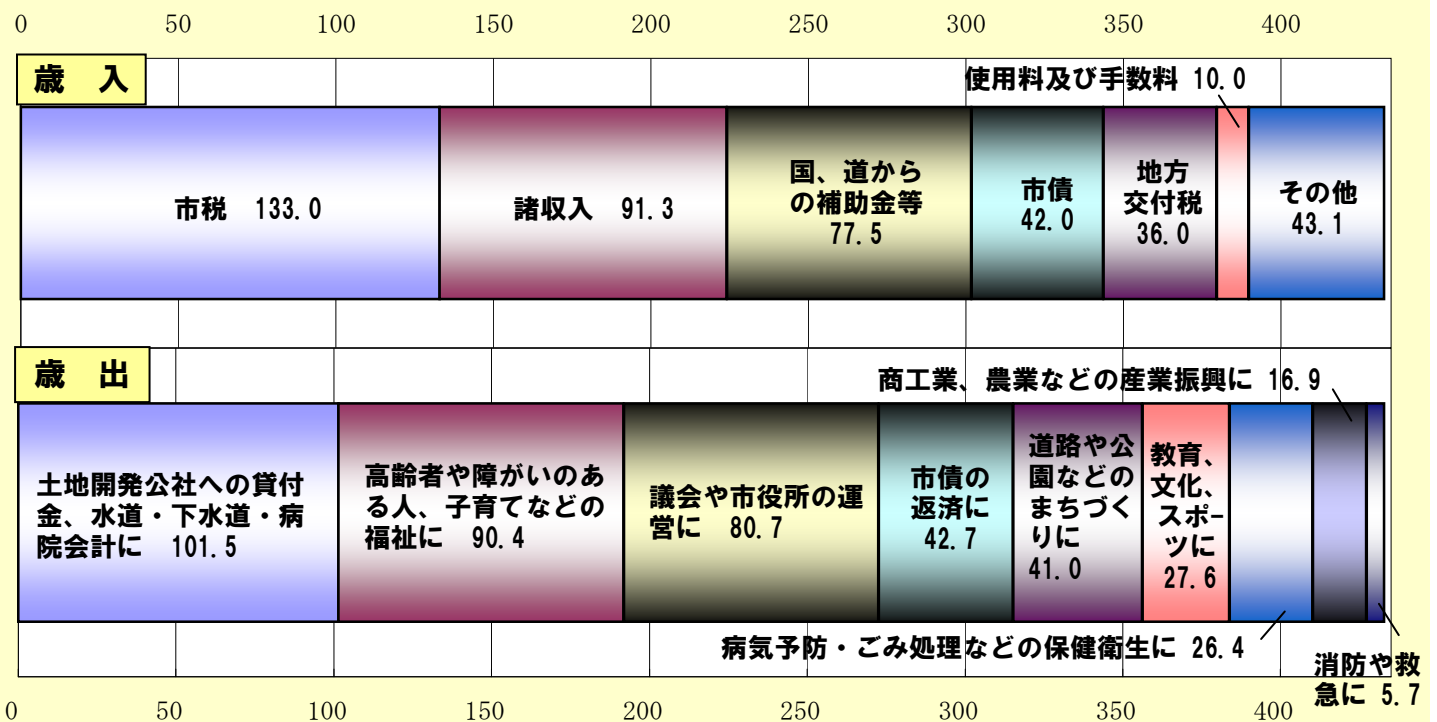 0 50 100 150 200 250 300 350 400
歳 入
使用料及び手数料 10.0
市税 133.0
諸収入 91.3
国、道から
の補助金等
77.5
市債
42.0
地方
交付税
36.0
その他
43.1
歳 出
商工業、農業などの産業振興に 16.9
土地開発公社への貸付
金、水道・下水道・病
院会計に 101.5
高齢者や障がいのあ
る人、子育てなどの
福祉に 90.4
議会や市役所の運
営に 80.7
市債の
返済に
42.7
道路や公
園などの
まちづく
りに
41.0
教育、
文化、
スポー
ツに
27.6
病気予防・ごみ処理などの保健衛生に 26.4
消防や救
急に 5.7
0 50 100 150 200 250 300 350 400